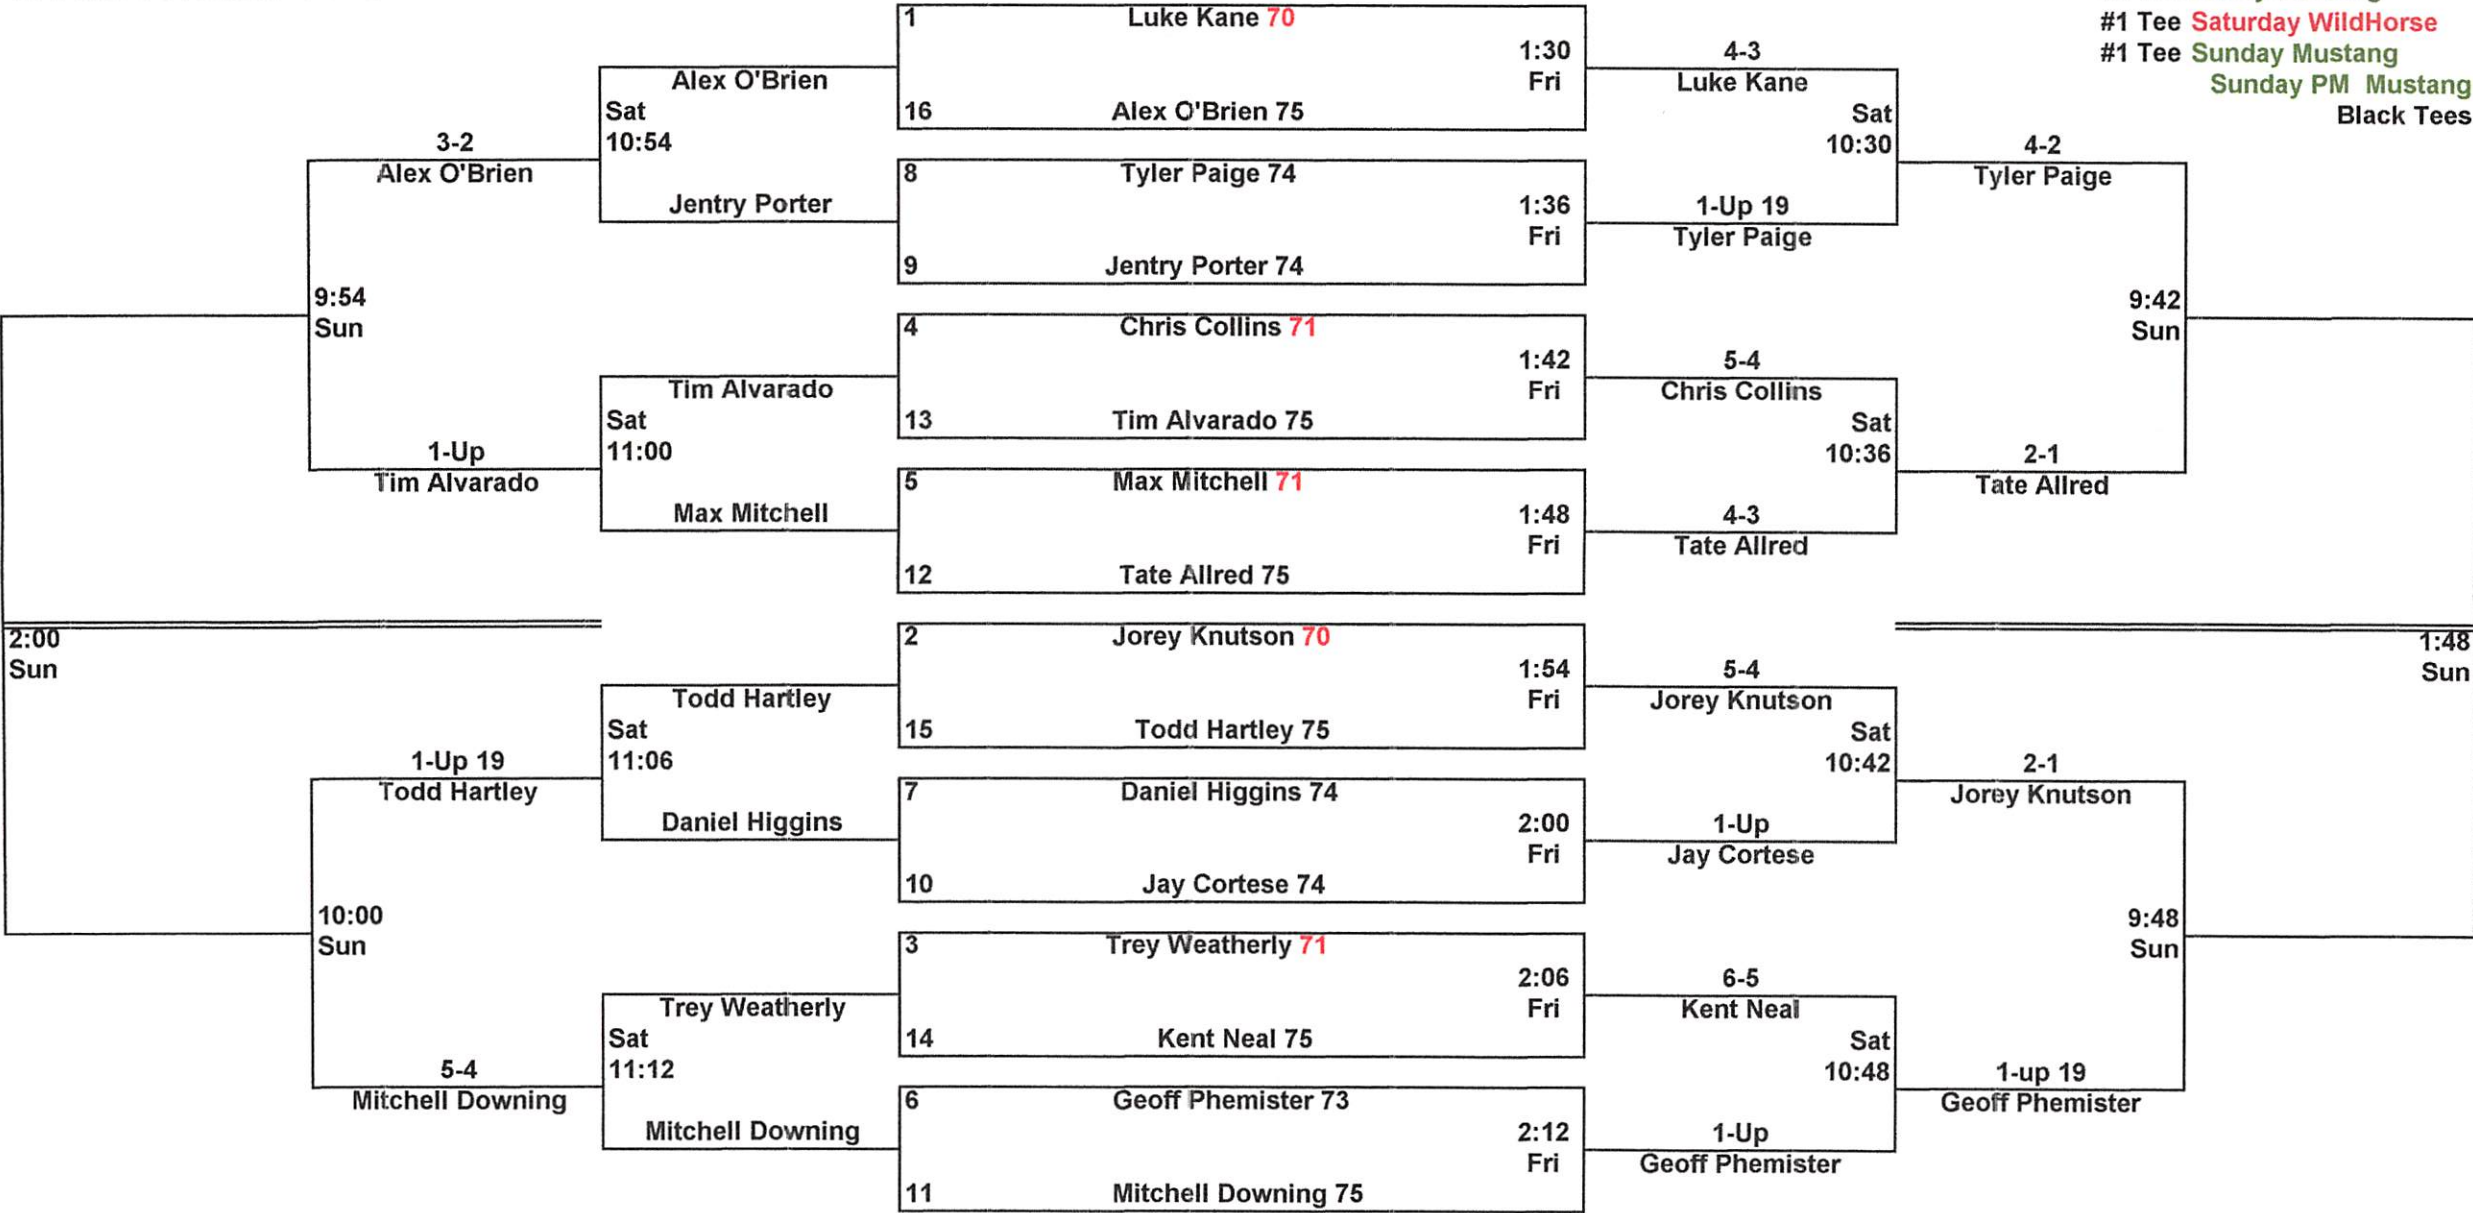 #1 Tee Saturday WildHorse
#1 Tee Sunday Mustang
Sunday PM Mustang
Black Tees
1 Luke Kane 70
1:30
Fri
16 Alex O'Brien 75
8 Tyler Paige 74
1:36
Fri
9 Jentry Porter 74
4 Chris Collins 71
1:42
Fri
13 Tim Alvarado 75
5 Max Mitchell 71
1:48
Fri
12 Tate Allred 75
2 Jorey Knutson 70
1:54
Fri
15 Todd Hartley 75
7 Daniel Higgins 74
2:00
Fri
10 Jay Cortese 74
3 Trey Weatherly 71
2:06
Fri
14 Kent Neal 75
6 Geoff Phemister 73
2:12
Fri
11 Mitchell Downing 75
4-3
Luke Kane
Sat
10:30
1-Up 19
Tyler Paige
5-4
Chris Collins
Sat
10:36
4-3
Tate Allred
5-4
Jorey Knutson
Sat
10:42
1-Up
Jay Cortese
6-5
Kent Neal
Sat
10:48
1-Up
Geoff Phemister
4-2
Tyler Paige
9:42
Sun
2-1
Tate Allred
2-1
Jorey Knutson
9:48
Sun
1-up 19
Geoff Phemister
1:48
Sun
Alex O'Brien
Sat
10:54
Jentry Porter
Tim Alvarado
Sat
11:00
Max Mitchell
Todd Hartley
Sat
11:06
Daniel Higgins
Trey Weatherly
Sat
11:12
Mitchell Downing
3-2
Alex O'Brien
9:54
Sun
1-Up
Tim Alvarado
1-Up 19
Todd Hartley
10:00
Sun
5-4
Mitchell Downing
2:00
Sun